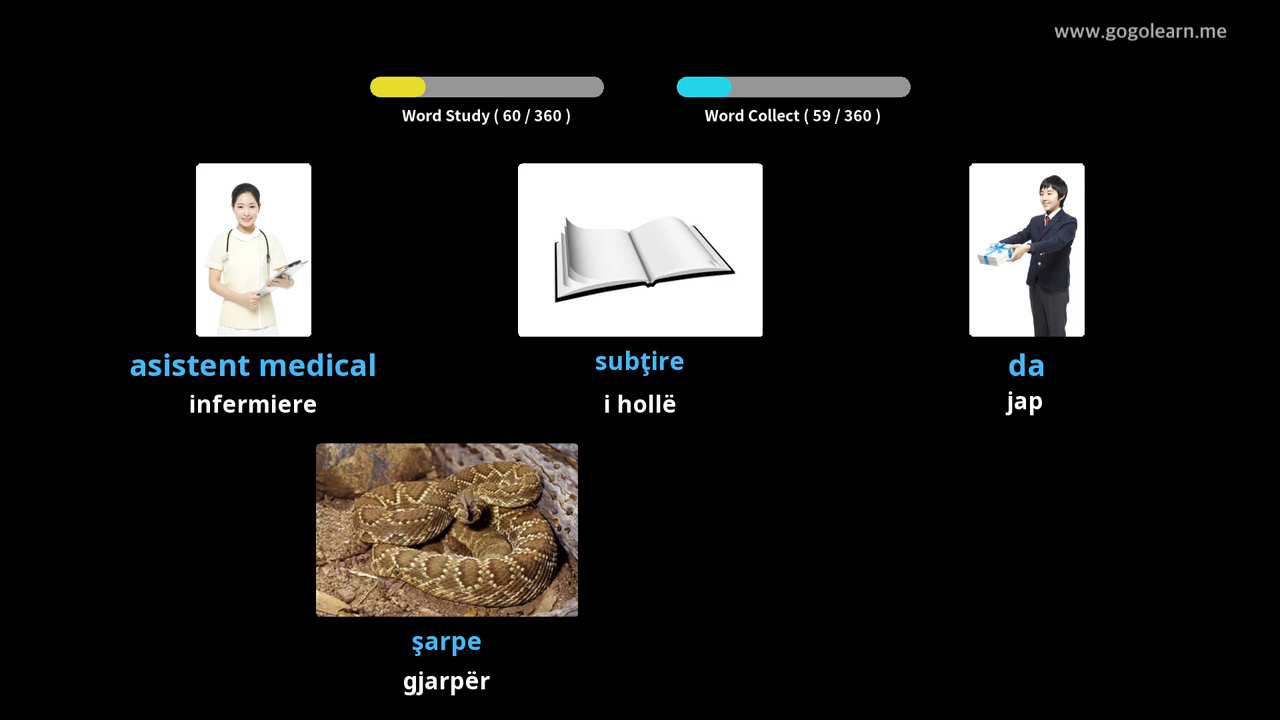 www.gogolearn.me
Word Study ( 60 / 360 )
Word Collect ( 59 / 360 )
asistent medical
infermiere
subţire
i hollë
da
jap
şarpe
gjarpër